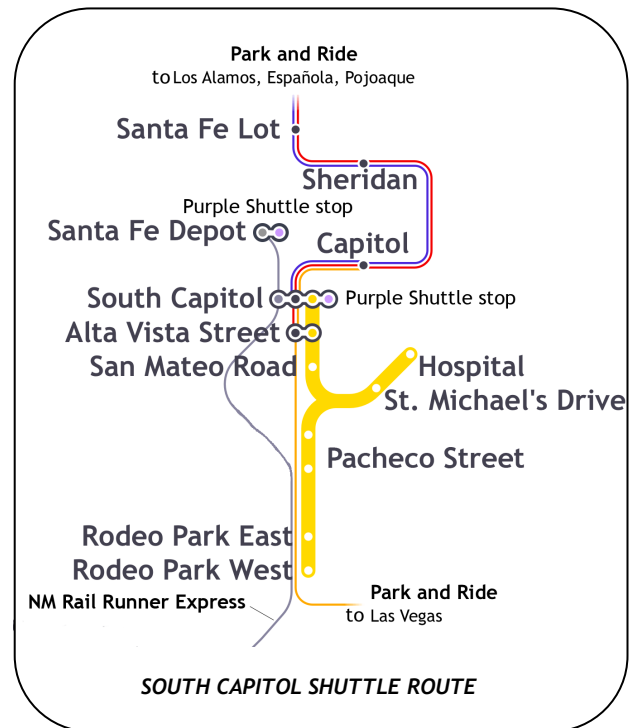 Park and Ride
to Los Alamos, Española, Pojoaque
Santa Fe Lot
Sheridan
Purple Shuttle stop
Santa Fe Depot
Capitol
South Capitol
Purple Shuttle stop
Alta Vista Street
San Mateo Road
Hospital
St. Michael's Drive
Pacheco Street
Rodeo Park East
Rodeo Park West
Park and Ride
to Las Vegas
NM Rail Runner Express
SOUTH CAPITOL SHUTTLE ROUTE